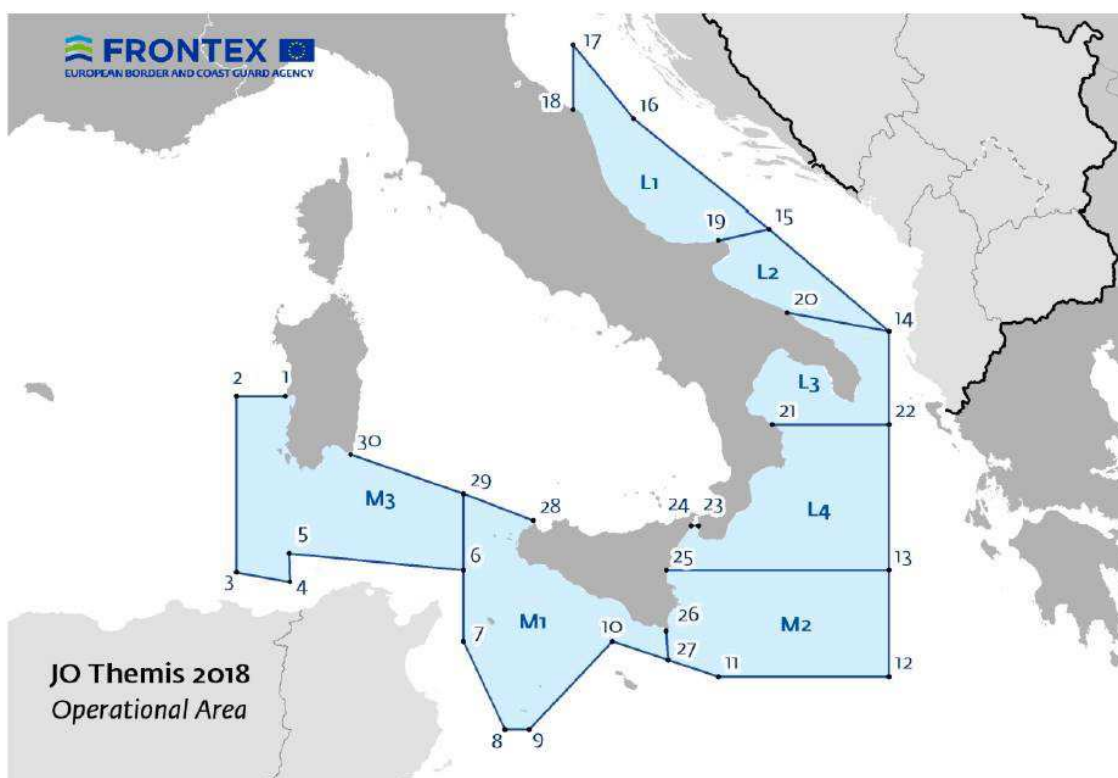 FRONTEX
EUROPEAN BORDER AND COAST GUARD AGENCY
17
18
16
L1
19
15
L2
20
14
2
1
L3
21
22
30
29
M3
28
24
23
L4
5
6
25
13
3
4
26
M1
10
M2
7
27
11
12
JO Themis 2018
Operational Area
8
9